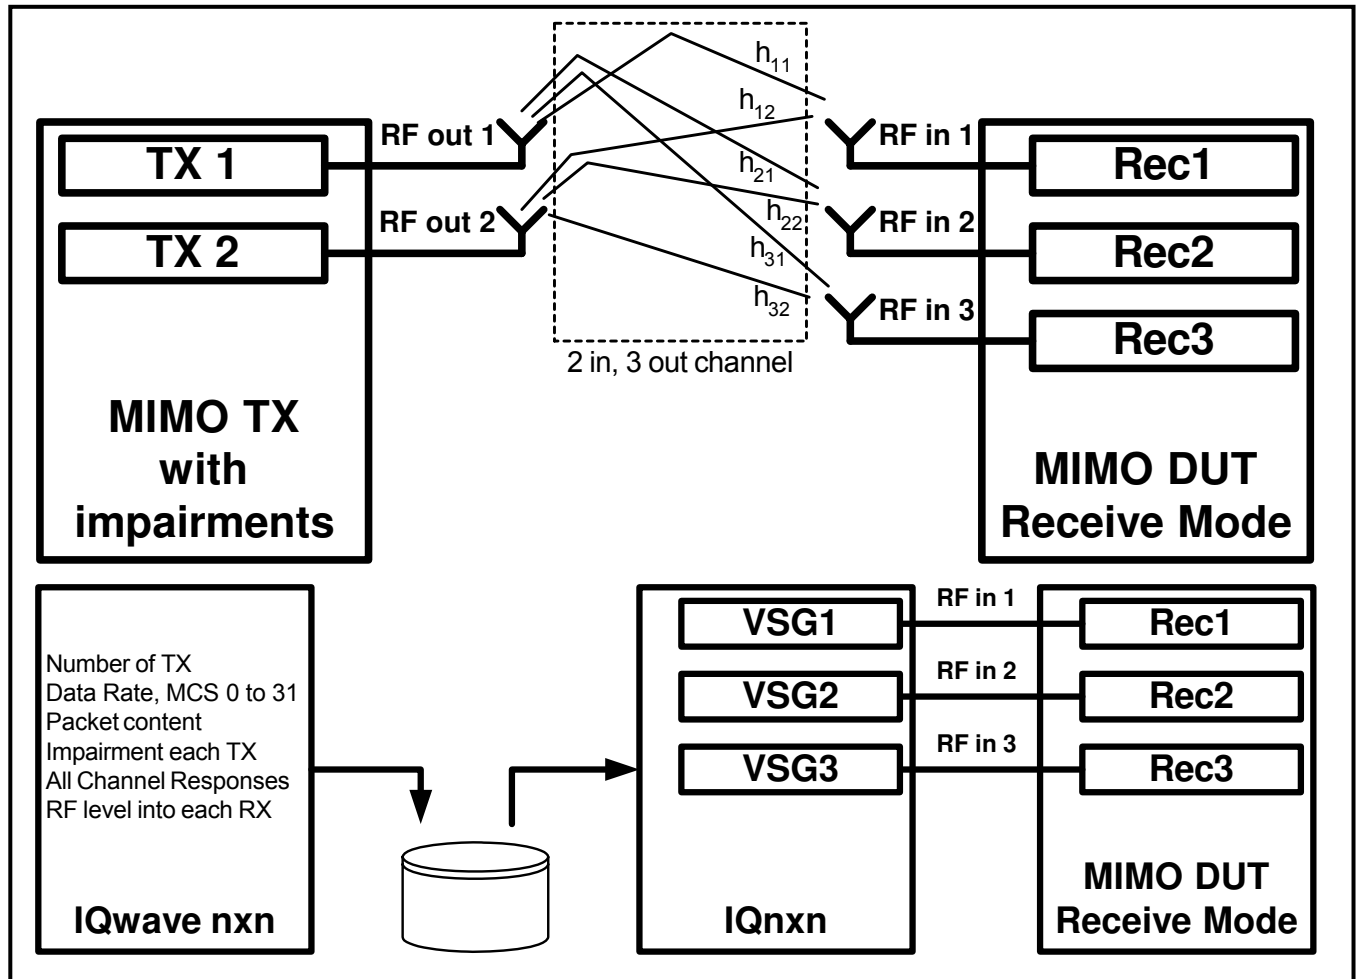 h11
h12
RF out 1
RF in 1
TX 1
Rec1
h21
RF out 2
h22
RF in 2
TX 2
h31
Rec2
h32
RF in 3
Rec3
2 in, 3 out channel
MIMO TX
with
impairments
MIMO DUT
Receive Mode
Number of TX
Data Rate, MCS 0 to 31
Packet content
Impairment each TX
All Channel Responses
RF level into each RX
IQwave nxn
VSG1
RF in 1
Rec1
VSG2
RF in 2
Rec2
VSG3
RF in 3
Rec3
IQnxn
MIMO DUT
Receive Mode